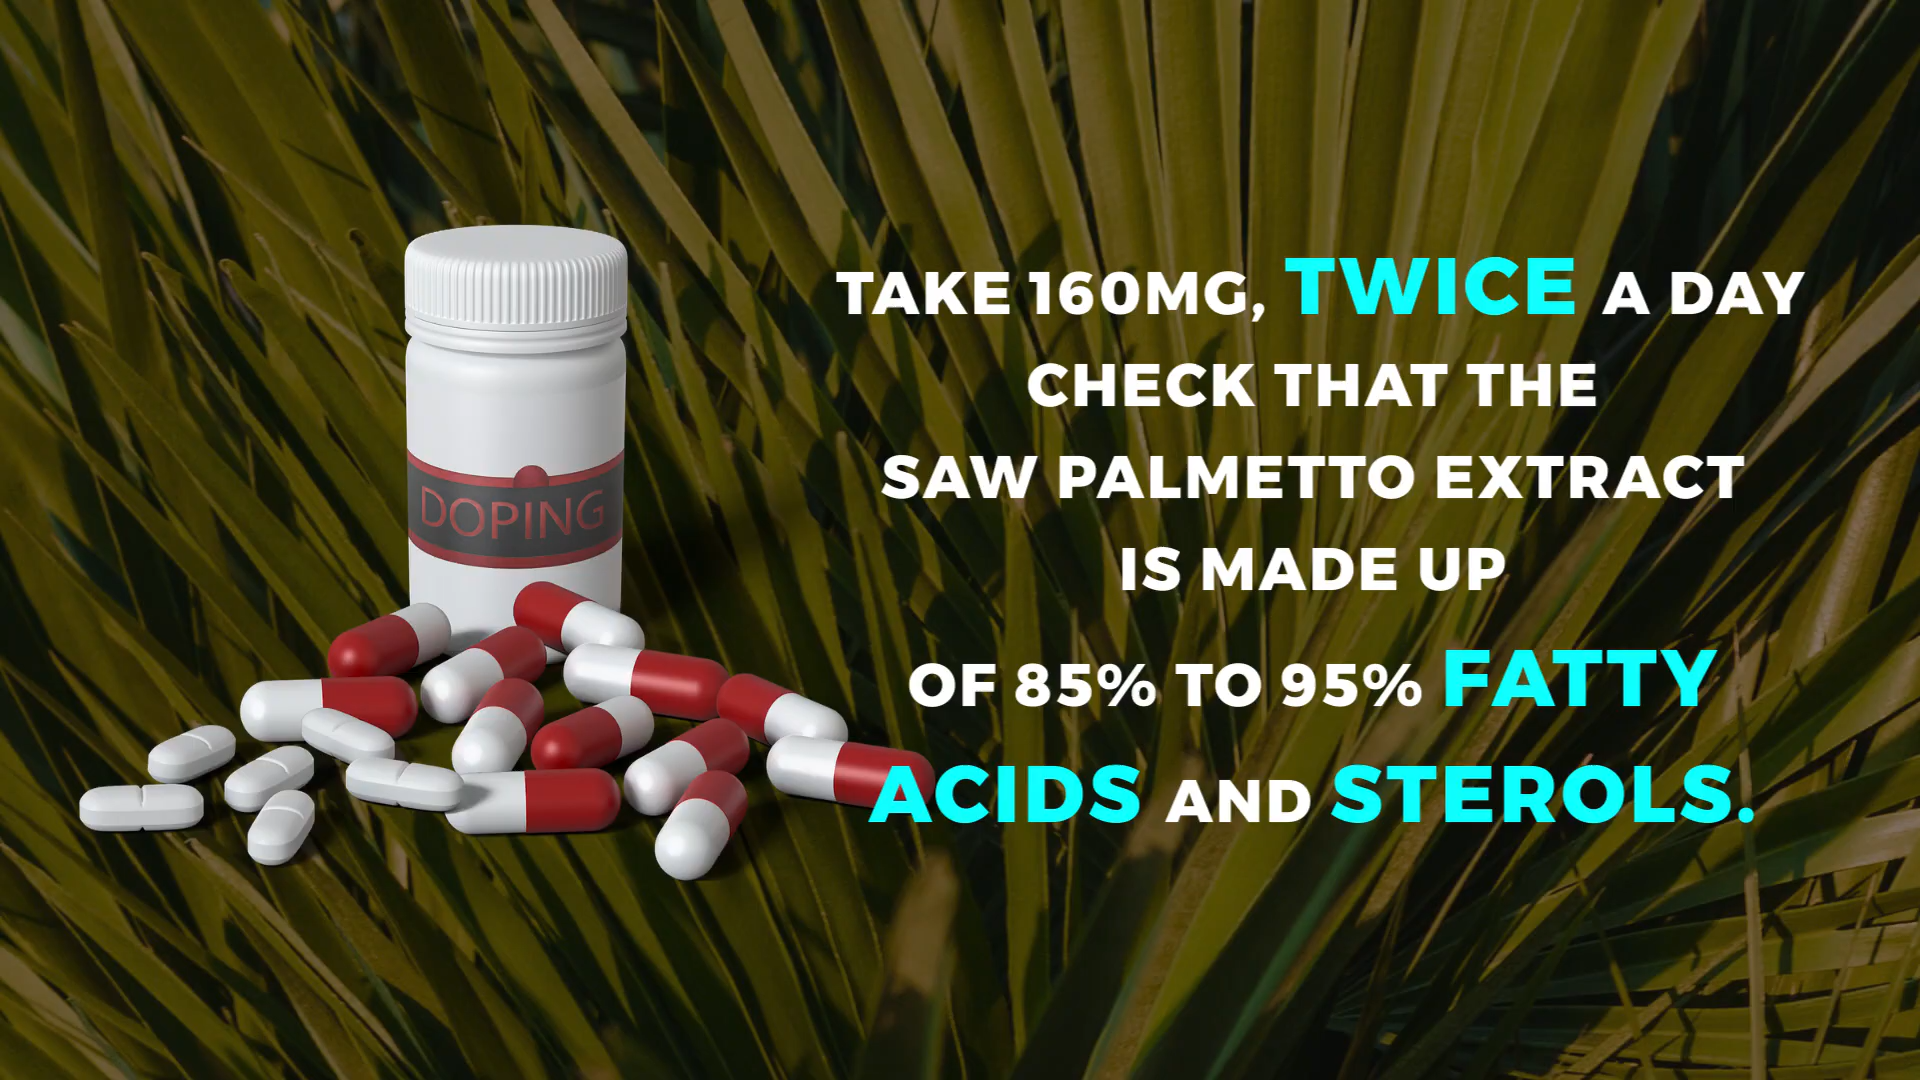 DOPING
TAKE 160MG, TWICE A DAY
CHECK THAT THE
SAW PALMETTO EXTRACT
IS MADE UP
OF 85% TO 95% FATTY
ACIDS AND STEROLS.